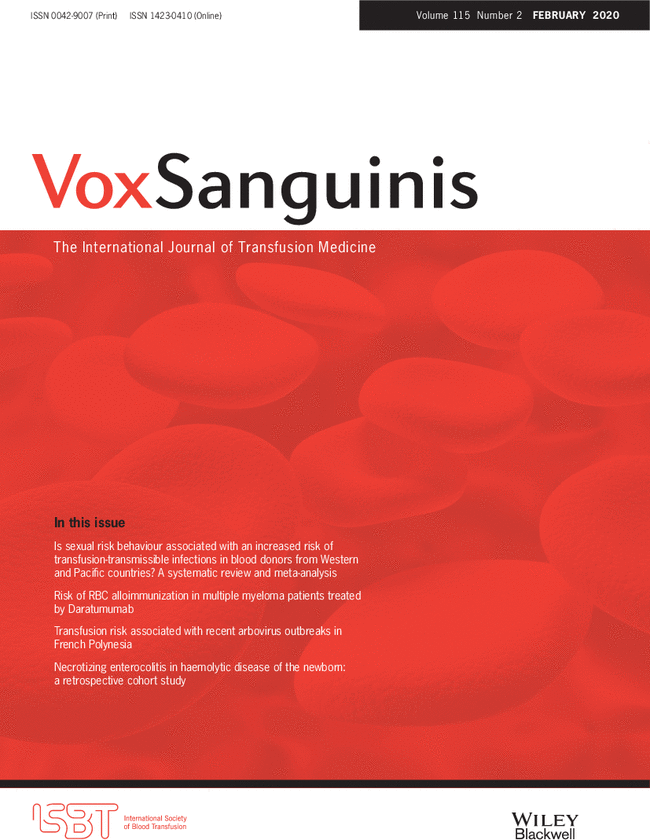 ISSN 0042-9007 (Print) ISSN 1423-0410 (Online)
Volume 115 Number 2 FEBRUARY 2020
VoxSanguinis
The International Journal of Transfusion Medicine
In this issue
Is sexual risk behaviour associated with an increased risk of
transfusion-transmissible infections in blood donors from Western
and Pacific countries? A systematic review and meta-analysis
Risk of RBC alloimmunization in multiple myeloma patients treated
by Daratumumab
Transfusion risk associated with recent arbovirus outbreaks in
French Polynesia
Necrotizing enterocolitis in haemolytic disease of the newborn:
a retrospective cohort study
ISBT
International Society
of Blood Transfusion
WILEY
Blackwell